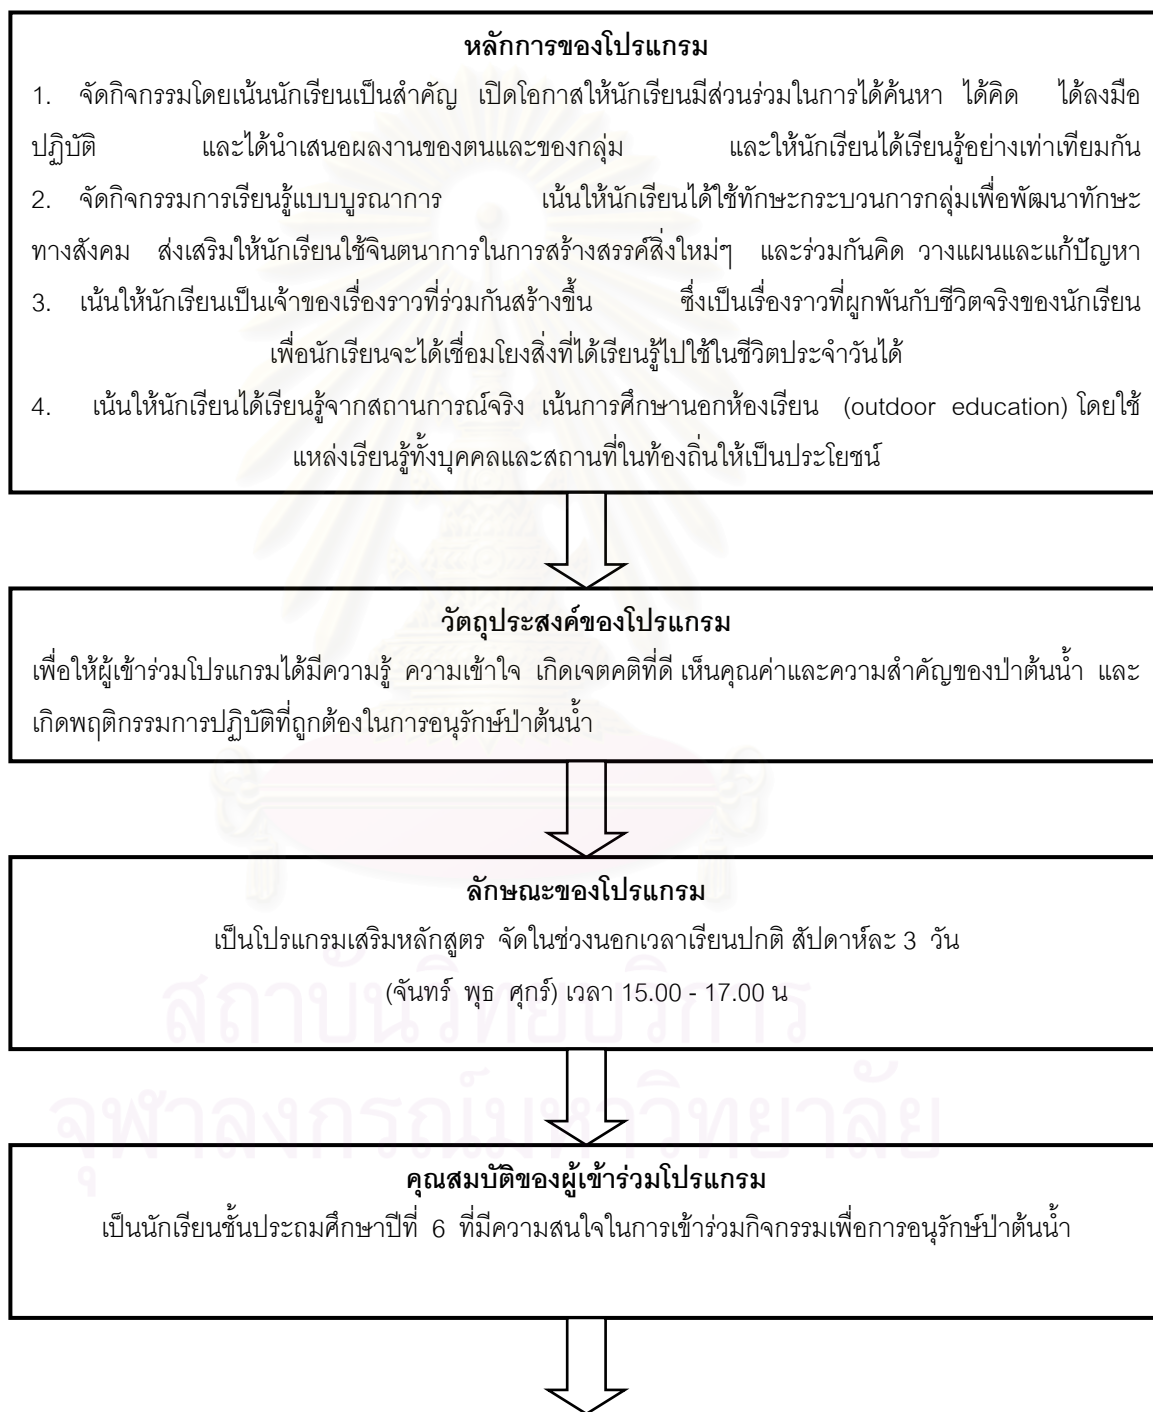 หลักการของโปรแกรม
1. จัดกิจกรรมโดยเน้นนักเรียนเป็นสำคัญ เปิดโอกาสให้นักเรียนมีส่วนร่วมในการได้ค้นหา ได้คิด ได้ลงมือ
ปฏิบัติ และได้นำเสนอผลงานของตนและของกลุ่ม และให้นักเรียนได้เรียนรู้อย่างเท่าเทียมกัน
2. จัดกิจกรรมการเรียนรู้แบบบูรณาการ เน้นให้นักเรียนได้ใช้ทักษะกระบวนการกลุ่มเพื่อพัฒนาทักษะ
ทางสังคม ส่งเสริมให้นักเรียนใช้จินตนาการในการสร้างสรรค์สิ่งใหม่ๆ และร่วมกันคิด วางแผนและแก้ปัญหา
3. เน้นให้นักเรียนเป็นเจ้าของเรื่องราวที่ร่วมกันสร้างขึ้น ซึ่งเป็นเรื่องราวที่ผูกพันกับชีวิตจริงของนักเรียน
เพื่อนักเรียนจะได้เชื่อมโยงสิ่งที่ได้เรียนรู้ไปใช้ในชีวิตประจำวันได้
4. เน้นให้นักเรียนได้เรียนรู้จากสถานการณ์จริง เน้นการศึกษานอกห้องเรียน (outdoor education) โดยใช้
แหล่งเรียนรู้ทั้งบุคคลและสถานที่ในท้องถิ่นให้เป็นประโยชน์
วัตถุประสงค์ของโปรแกรม
เพื่อให้ผู้เข้าร่วมโปรแกรมได้มีความรู้ ความเข้าใจ เกิดเจตคติที่ดี เห็นคุณค่าและความสำคัญของป่าต้นน้ำ และ
เกิดพฤติกรรมการปฏิบัติที่ถูกต้องในการอนุรักษ์ป่าต้นน้ำ
ลักษณะของโปรแกรม
เป็นโปรแกรมเสริมหลักสูตร จัดในช่วงนอกเวลาเรียนปกติ สัปดาห์ละ 3 วัน
(จันทร์ พุธ ศุกร์) เวลา 15.00 - 17.00 น
สถาบันวิทยบริการ
จุฬาลงกรณ์มหาวิทยาลัย
คุณสมบัติของผู้เข้าร่วมโปรแกรม
เป็นนักเรียนชั้นประถมศึกษาปีที่ 6 ที่มีความสนใจในการเข้าร่วมกิจกรรมเพื่อการอนุรักษ์ป่าต้นน้ำ